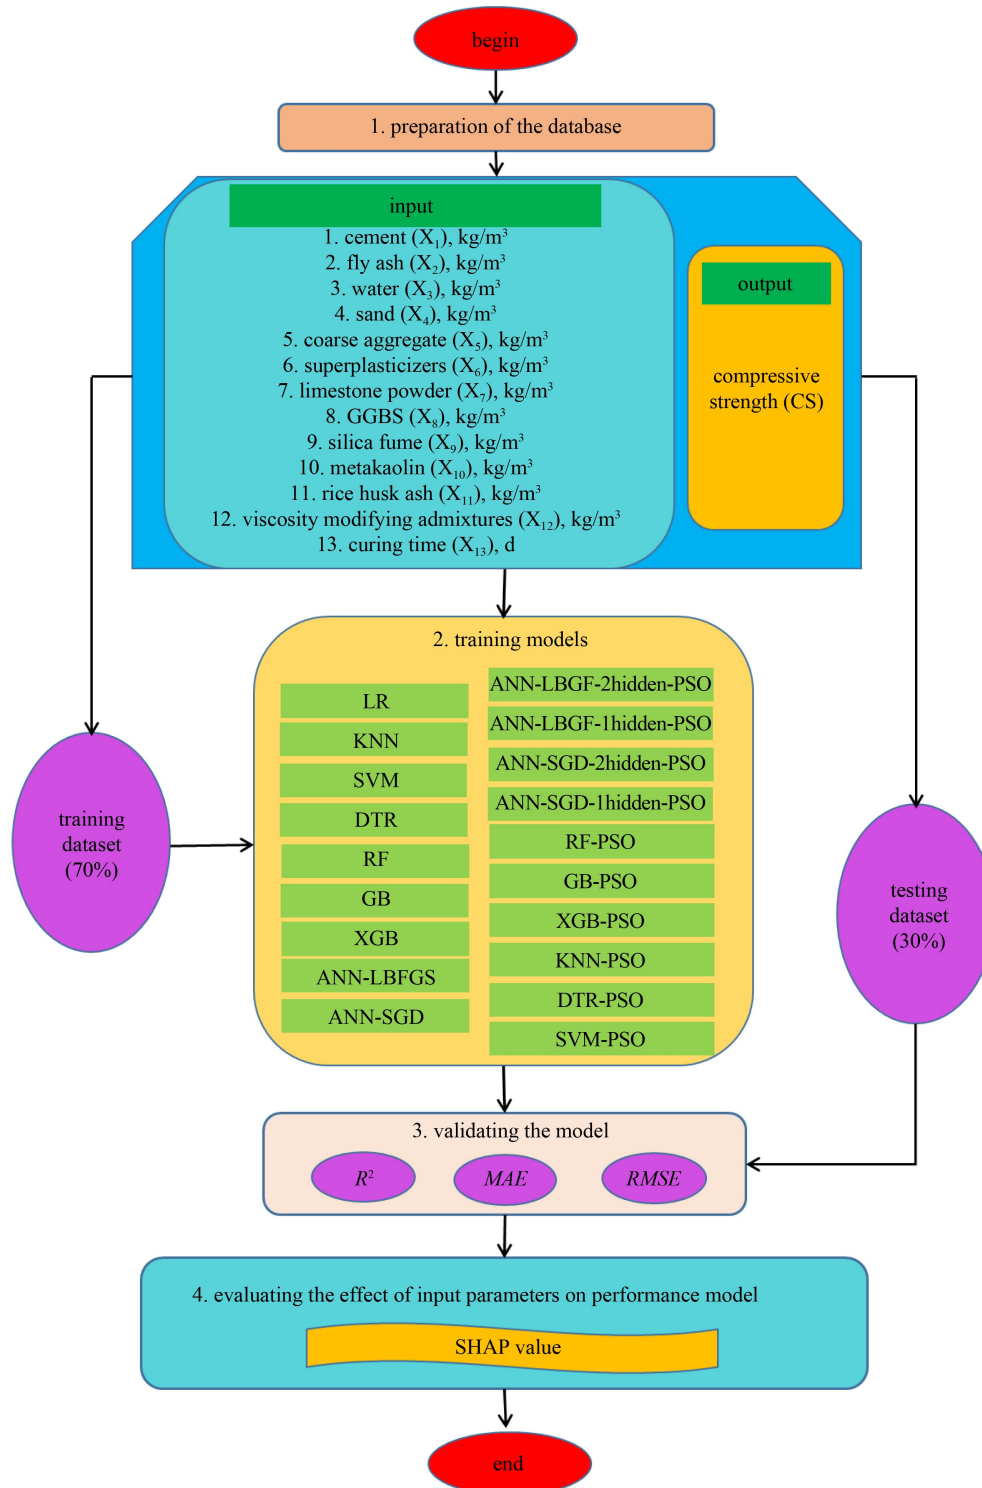 begin
1. preparation of the database
input
1. cement (X₁), kg/m³
2. fly ash (X₂), kg/m³
3. water (X₃), kg/m³
4. sand (X₄), kg/m³
5. coarse aggregate (X₅), kg/m³
6. superplasticizers (X₆), kg/m³
7. limestone powder (X₇), kg/m³
8. GGBS (X₈), kg/m³
9. silica fume (X₉), kg/m³
10. metakaolin (X₁₀), kg/m³
11. rice husk ash (X₁₁), kg/m³
12. viscosity modifying admixtures (X₁₂), kg/m³
13. curing time (X₁₃), d
output
compressive
strength (CS)
training
dataset
(70%)
2. training models
LR
KNN
SVM
DTR
RF
GB
XGB
ANN-LBFGS
ANN-SGD
ANN-LBGF-2hidden-PSO
ANN-LBGF-1hidden-PSO
ANN-SGD-2hidden-PSO
ANN-SGD-1hidden-PSO
RF-PSO
GB-PSO
XGB-PSO
KNN-PSO
DTR-PSO
SVM-PSO
testing
dataset
(30%)
3. validating the model
R²
MAE
RMSE
4. evaluating the effect of input parameters on performance model
SHAP value
end